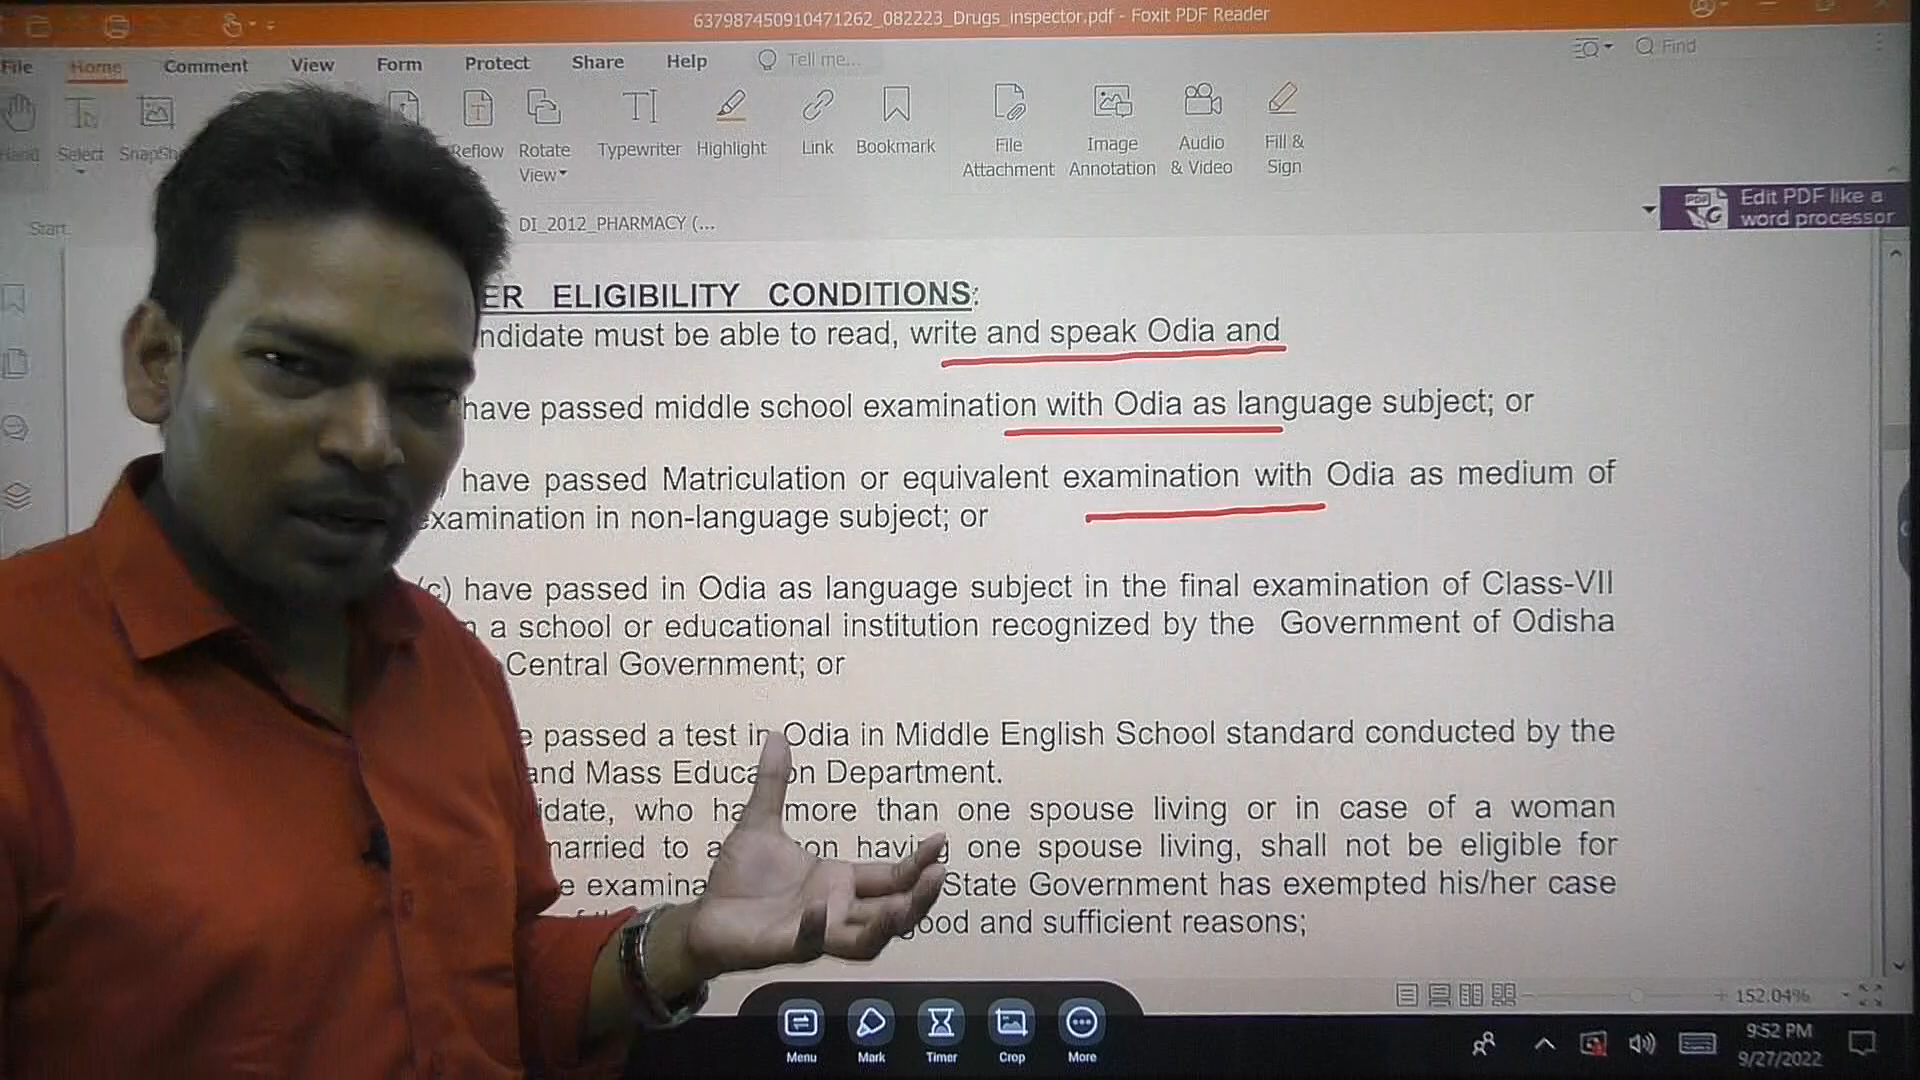 637987450910471262_082223_Drugs_inspector.pdf - Foxit PDF Reader
File Home Comment View Form Protect Share Help Tell me... Find
Hand Select Reflow Rotate View Typewriter Highlight Link Bookmark File Attachment Image Annotation Audio & Video Fill & Sign
Edit PDF like a
word processor
Start
DI_2012_PHARMACY (...
ER ELIGIBILITY CONDITIONS:
ndidate must be able to read, write and speak Odia and
have passed middle school examination with Odia as language subject; or
have passed Matriculation or equivalent examination with Odia as medium of
examination in non-language subject; or
(c) have passed in Odia as language subject in the final examination of Class-VII
a school or educational institution recognized by the Government of Odisha
Central Government; or
passed a test in Odia in Middle English School standard conducted by the
and Mass Education Department.
idate, who ha more than one spouse living or in case of a woman
married to a on having one spouse living, shall not be eligible for
e examina State Government has exempted his/her case
good and sufficient reasons;
152.04%
Menu Mark Timer Crop More
9:52 PM
9/27/2022